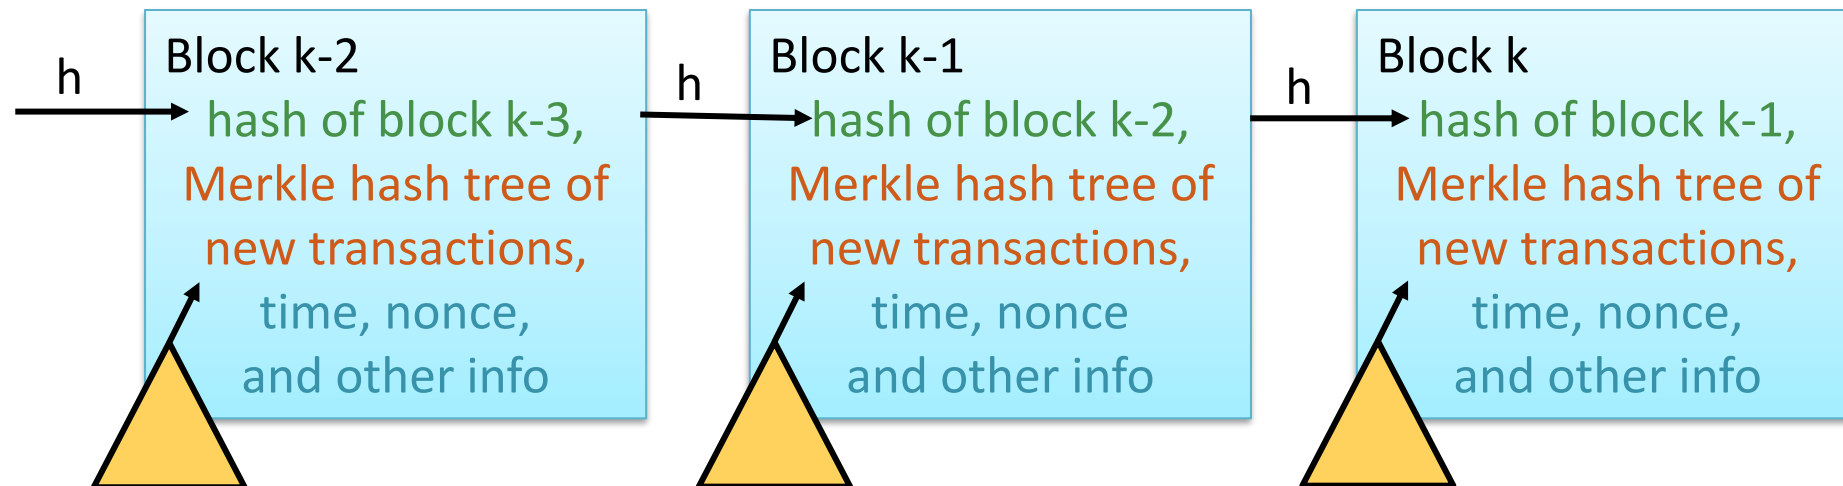 h
Block k-2
hash of block k-3,
Merkle hash tree of
new transactions,
time, nonce,
and other info
h
Block k-1
hash of block k-2,
Merkle hash tree of
new transactions,
time, nonce
and other info
h
Block k
hash of block k-1,
Merkle hash tree of
new transactions,
time, nonce,
and other info